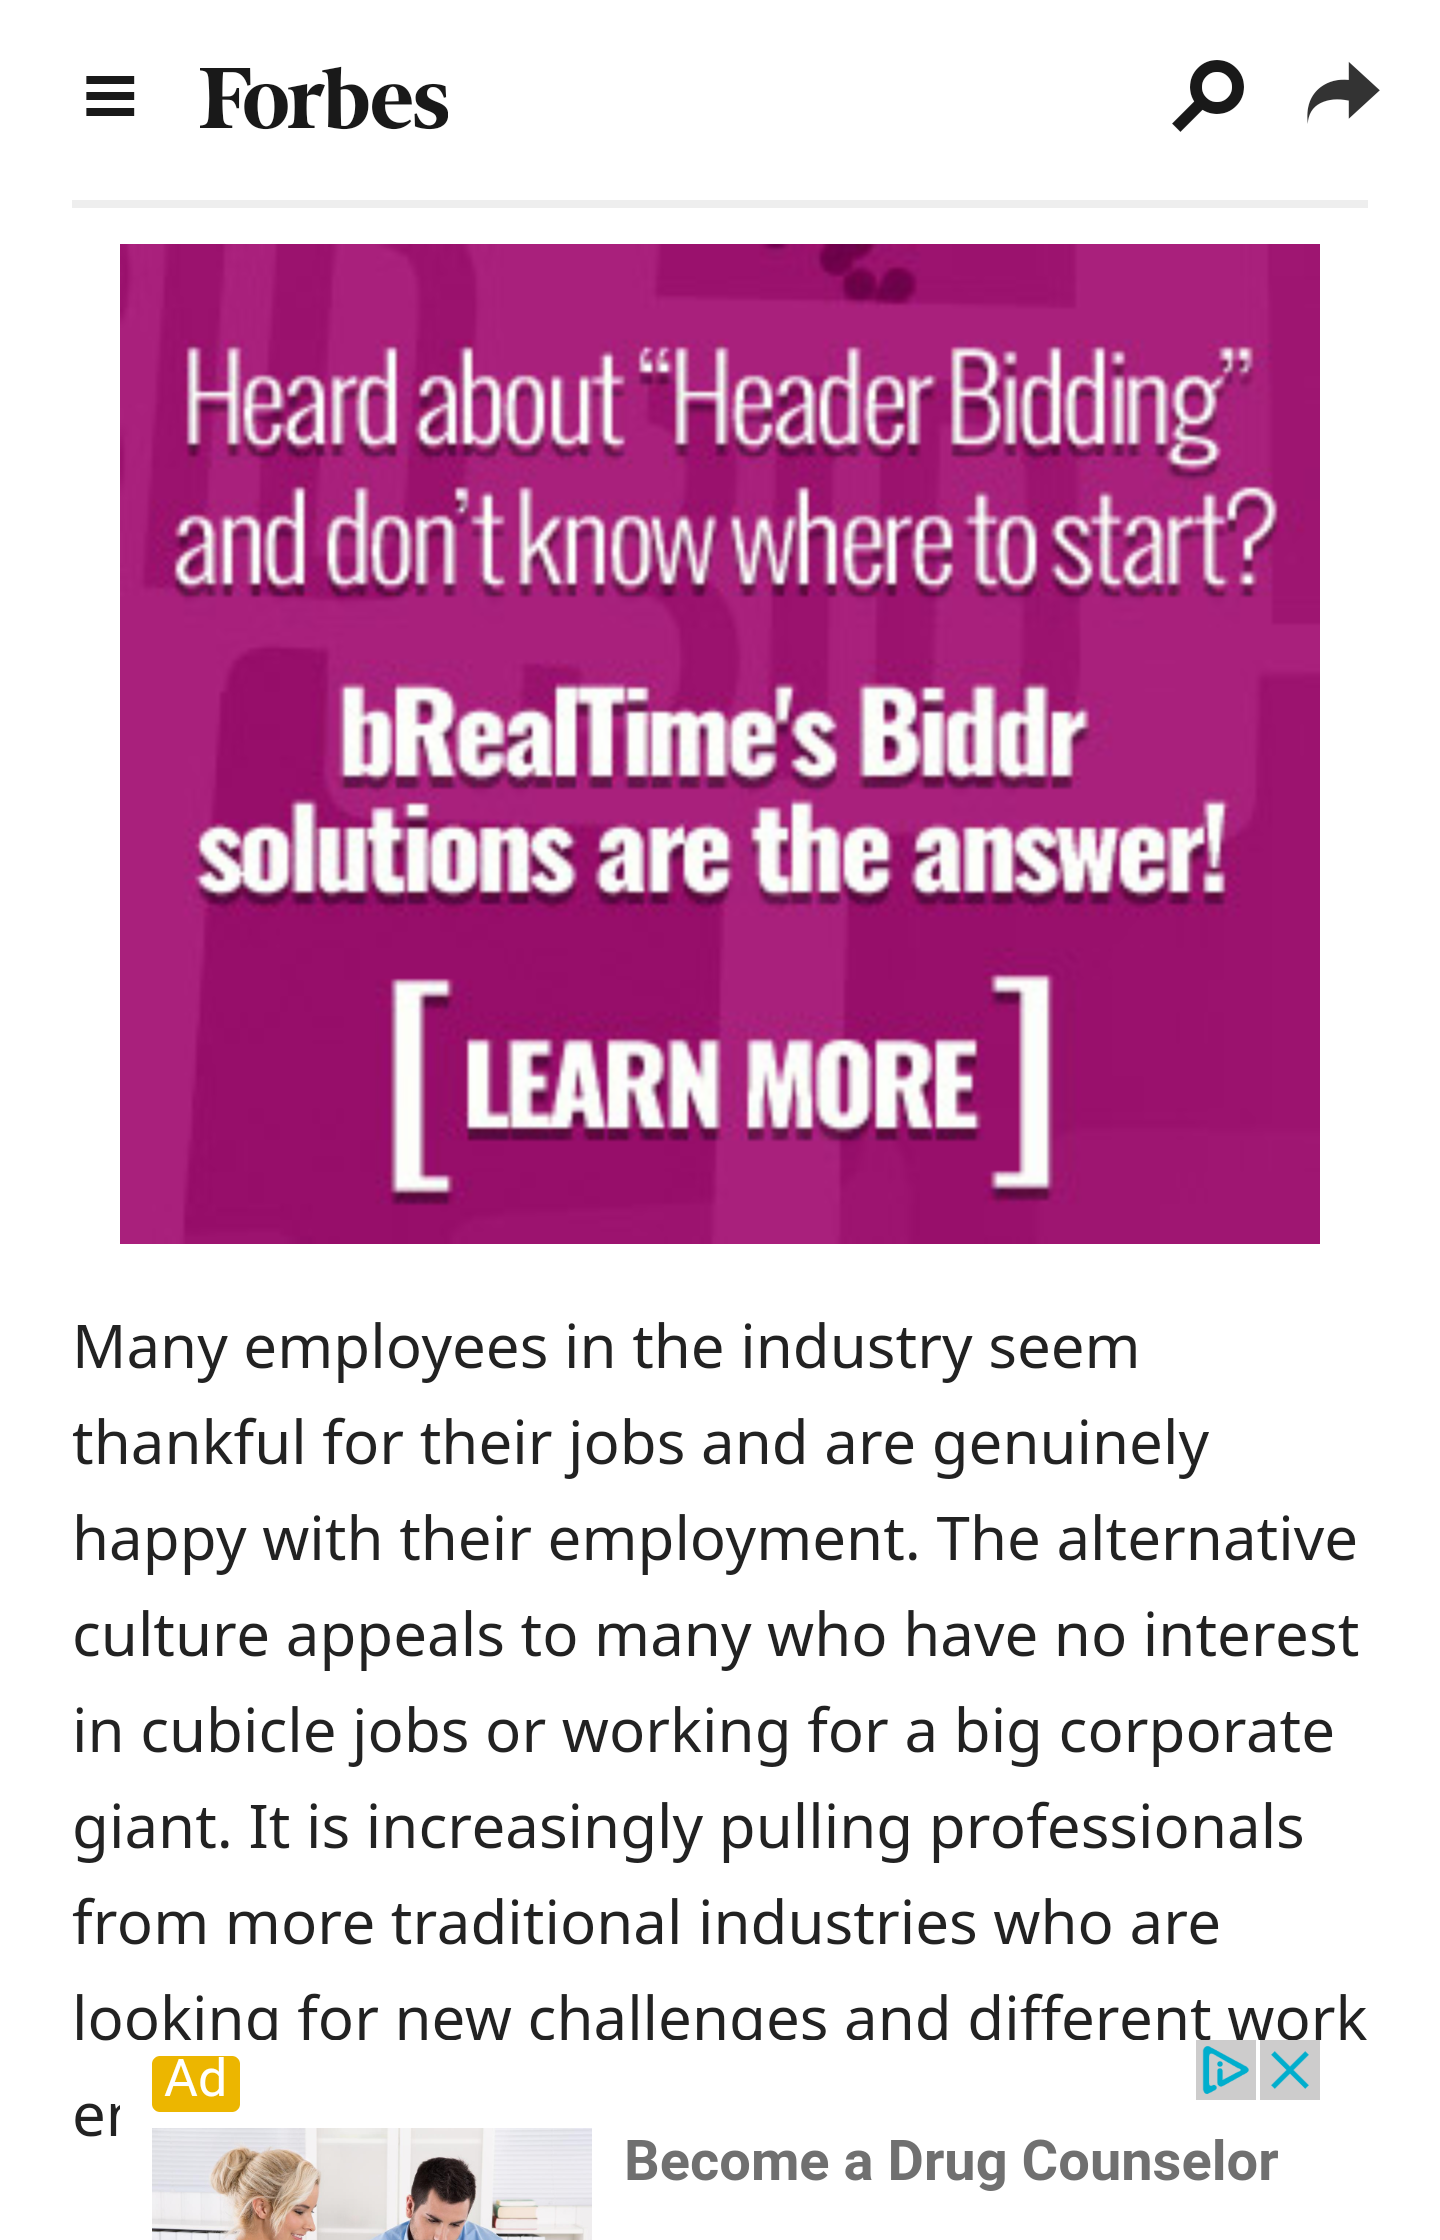 Forbes
Heard about “Header Bidding”
and don’t know where to start?
bRealTime's Biddr
solutions are the answer!
[ LEARN MORE ]
Many employees in the industry seem
thankful for their jobs and are genuinely
happy with their employment. The alternative
culture appeals to many who have no interest
in cubicle jobs or working for a big corporate
giant. It is increasingly pulling professionals
from more traditional industries who are
looking for new challenges and different work
Ad
Become a Drug Counselor